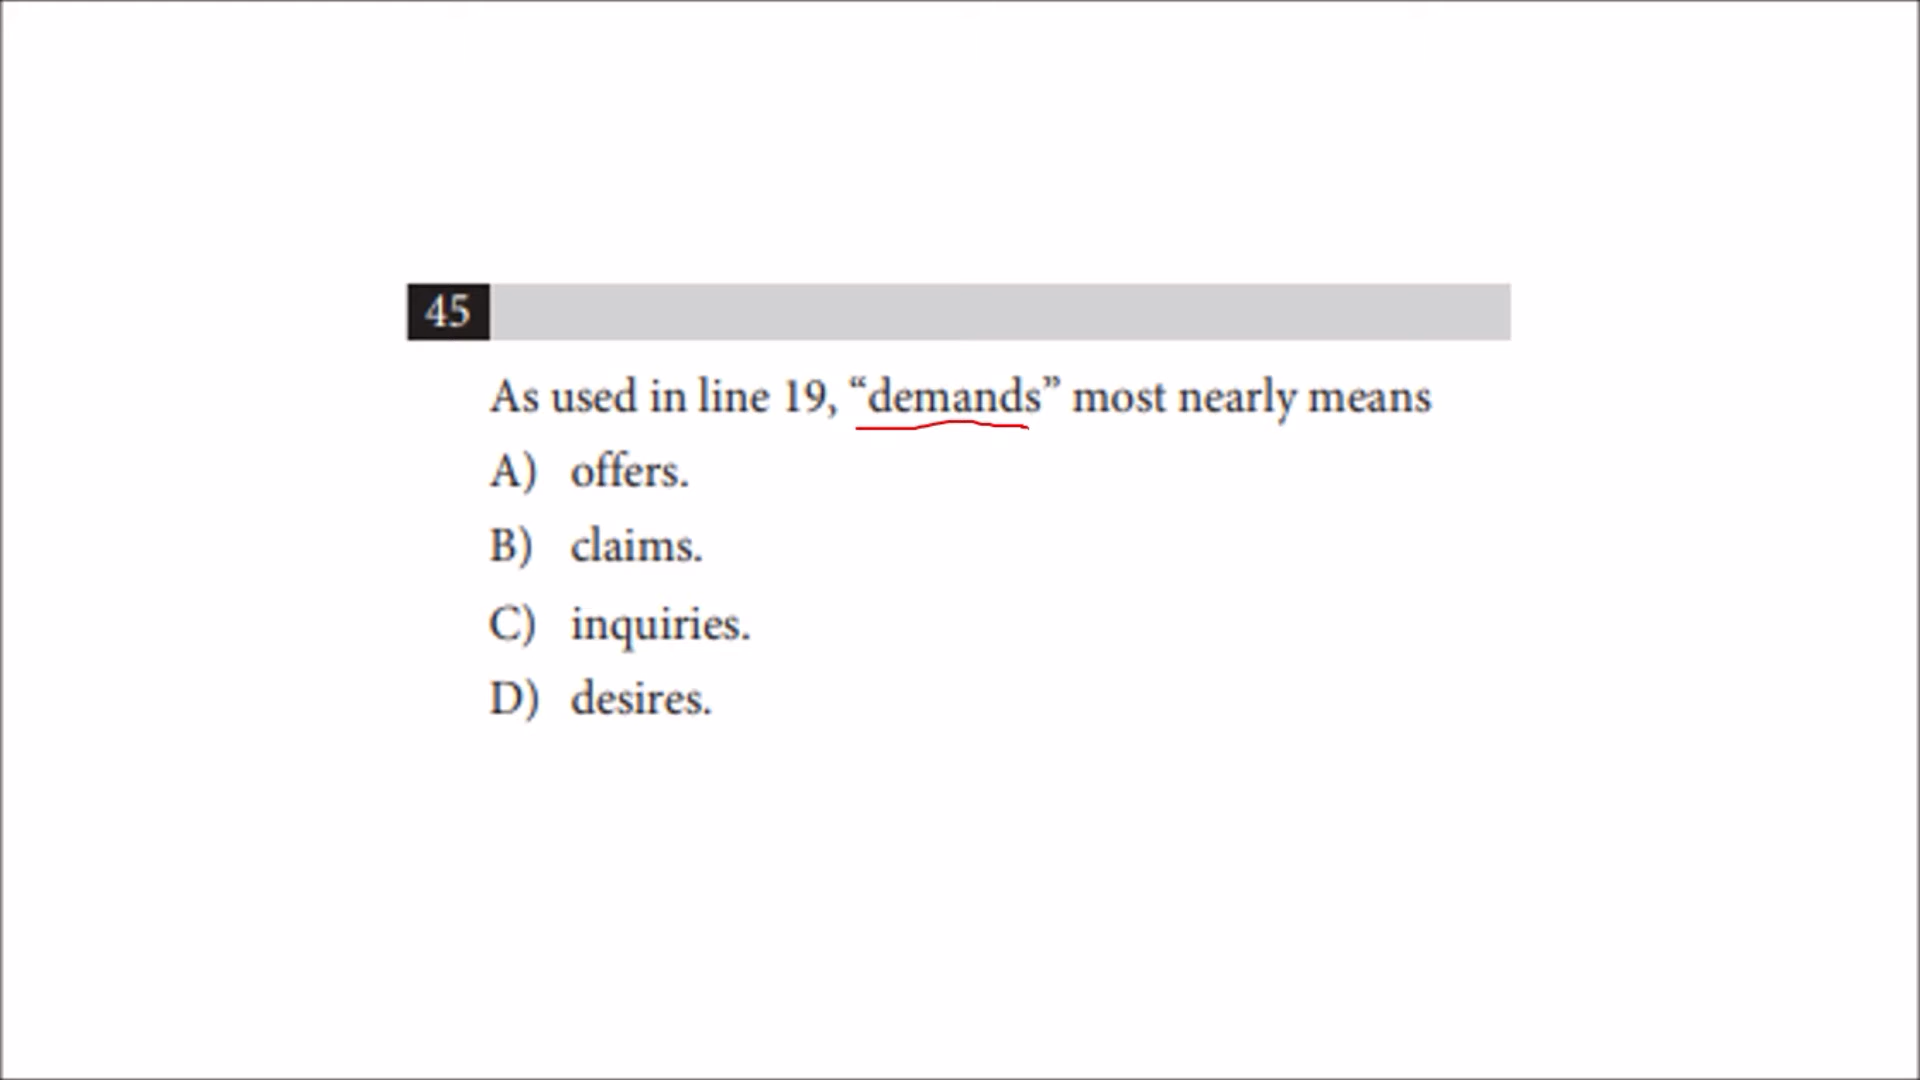 45
As used in line 19, “demands” most nearly means
A) offers.
B) claims.
C) inquiries.
D) desires.